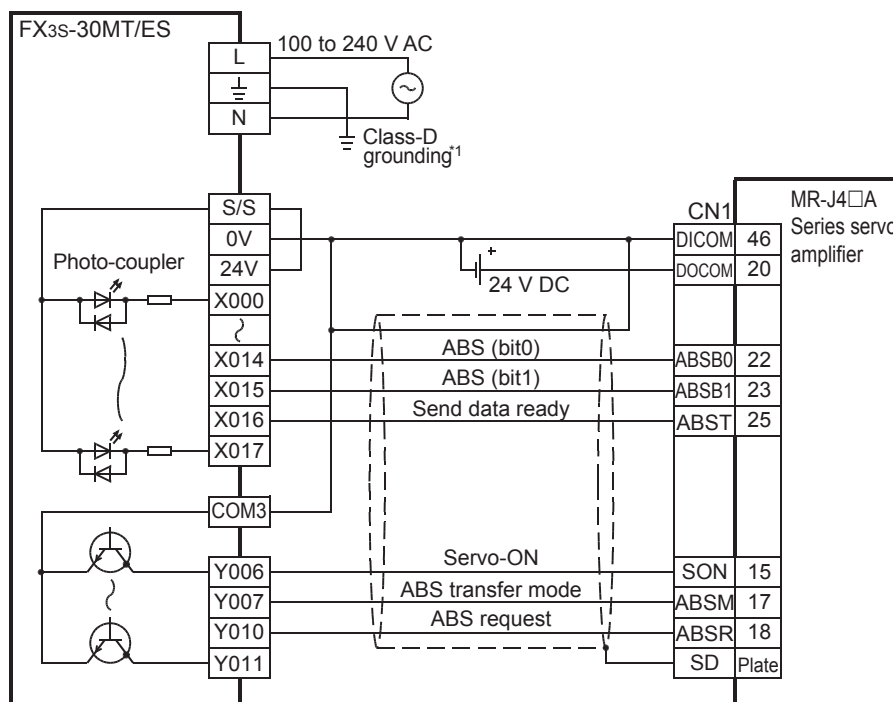 FX3S-30MT/ES
L
100 to 240 V AC
N
Class-D
grounding*1
S/S
0V
24V
Photo-coupler
X000
X014
X015
X016
X017
COM3
Y006
Y007
Y010
Y011
24 V DC
+
ABS (bit0)
ABS (bit1)
Send data ready
Servo-ON
ABS transfer mode
ABS request
CN1
DICOM 46
DOCOM 20
ABSB0 22
ABSB1 23
ABST 25
SON 15
ABSM 17
ABSR 18
SD Plate
MR-J4□A
Series servo
amplifier